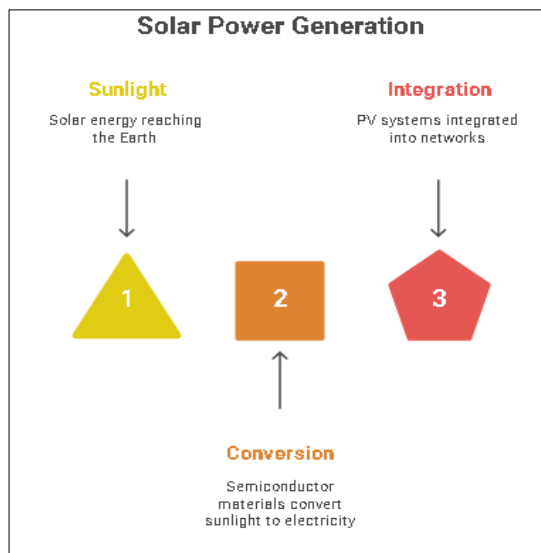 Solar Power Generation
Sunlight
Solar energy reaching
the Earth
Integration
PV systems integrated
into networks
1
2
3
Conversion
Semiconductor
materials convert
sunlight to electricity